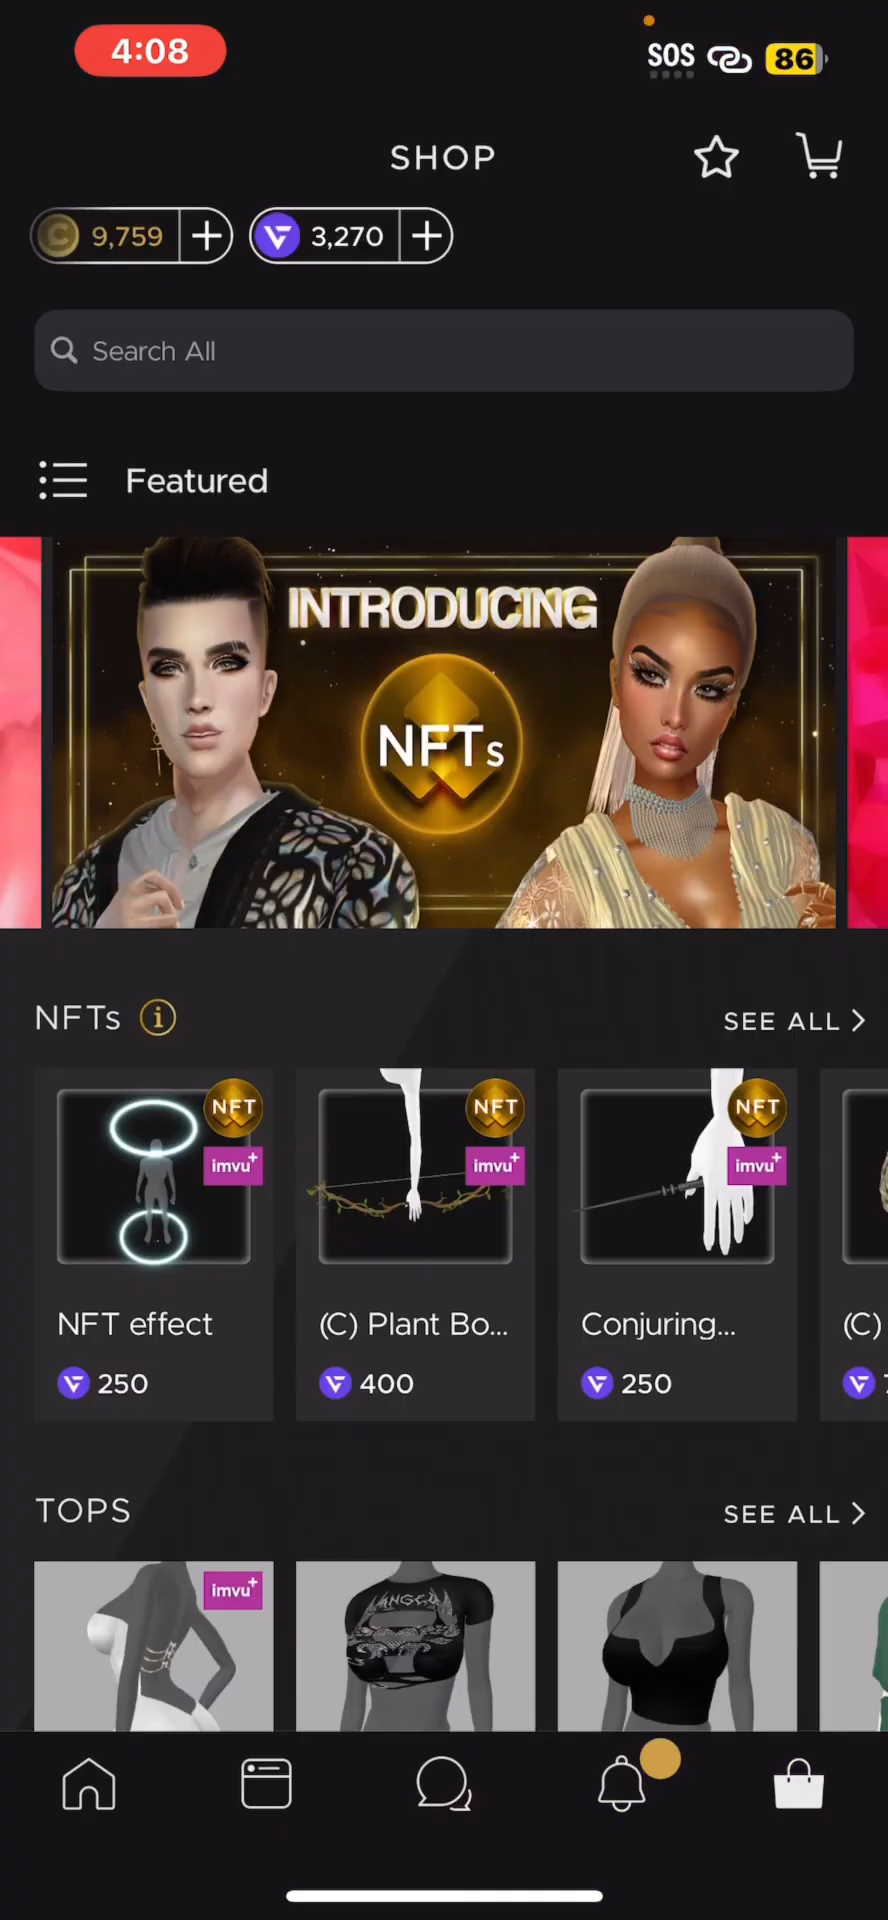 4:08
SOS
86
SHOP
9,759
3,270
Search All
Featured
INTRODUCING
NFTs
NFTs
SEE ALL
NFT
imvu+
NFT
imvu+
NFT
imvu+
NFT effect
(C) Plant Bo...
Conjuring...
(C)
250
400
250
TOPS
SEE ALL
imvu+